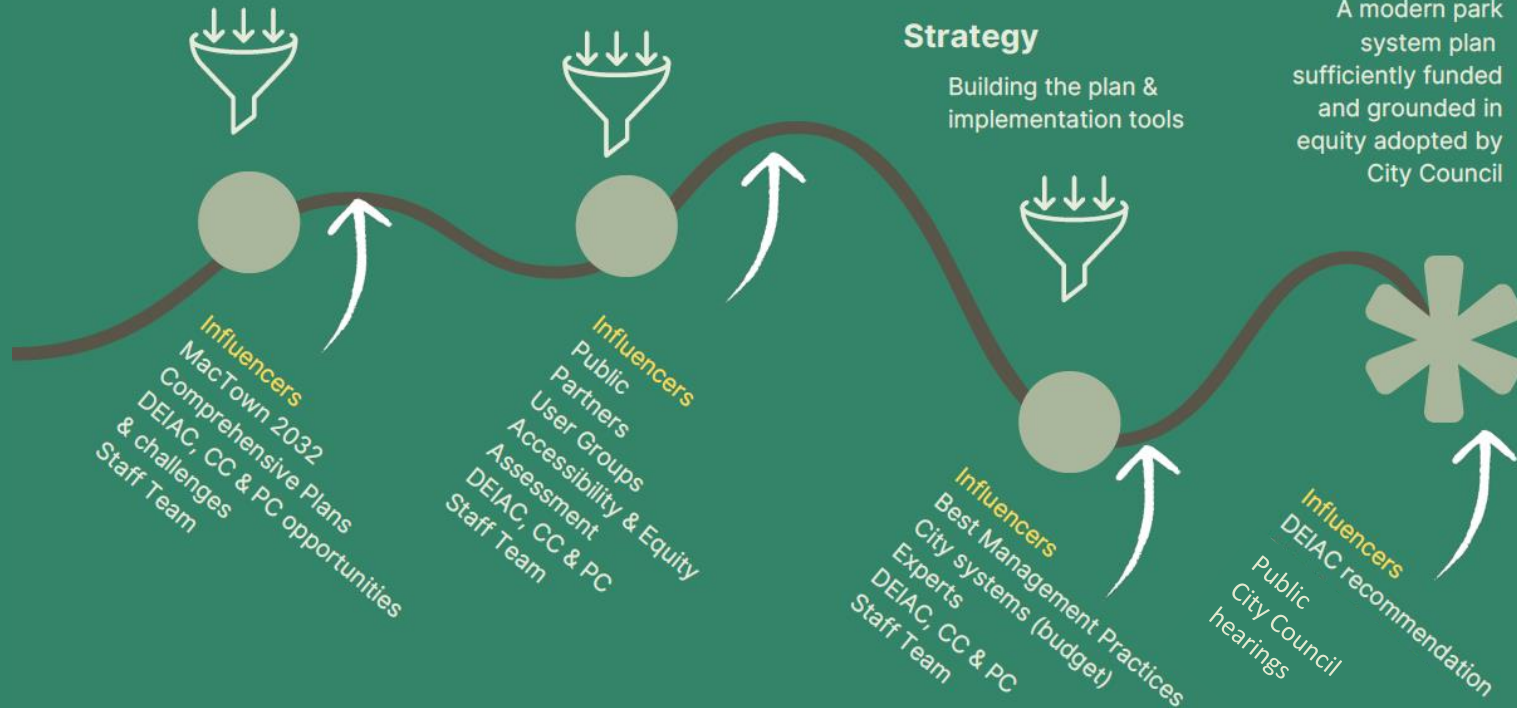 Strategy
Building the plan &
implementation tools
A modern park
system plan
sufficiently funded
and grounded in
equity adopted by
City Council
Influencers
MacTown 2032
Comprehensive Plans
DEIAC, CC & PC opportunities
& challenges
Staff Team
Influencers
Public
Partners
User Groups
Accessibility & Equity
Assessment
DEIAC, CC & PC
Staff Team
Influencers
Best Management Practices
City systems (budget)
Experts
DEIAC, CC & PC
Staff Team
Influencers
DEIAC recommendation
Public
City Council
hearings